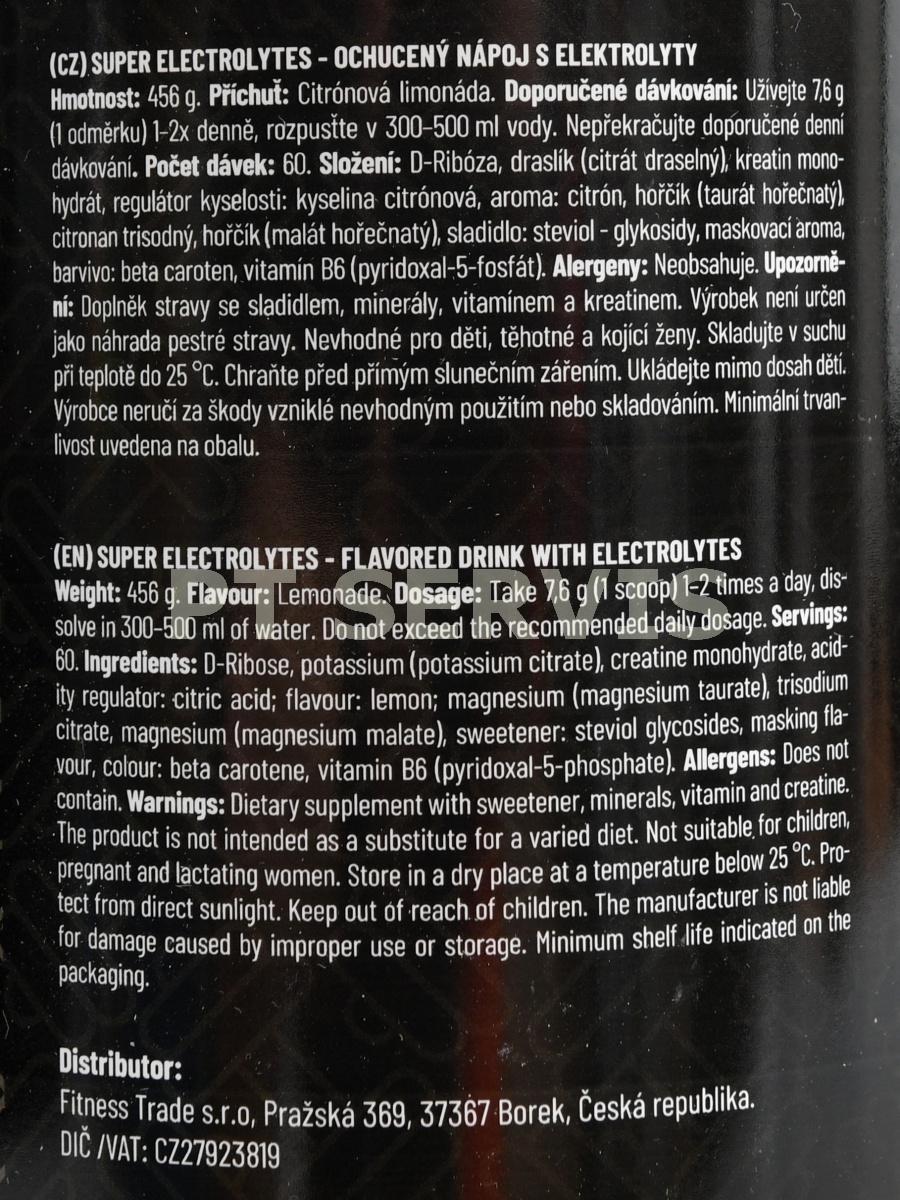 (CZ) SUPER ELECTROLYTES - OCHUCENÝ NÁPOJ S ELEKTROLYTY
Hmotnost: 456 g. Příchuť: Citrónová limonáda. Doporučené dávkování: Užívejte 7,6 g
(1 odměrku) 1-2x denně, rozpusťte v 300-500 ml vody. Nepřekračujte doporučené denní
dávkování. Počet dávek: 60. Složení: D-Ribóza, draslík (citrát draselný), kreatin mono-
hydrát, regulátor kyselosti: kyselina citrónová, aroma: citrón, hořčík (taurát hořečnatý),
citronan trisodný, hořčík (malát hořečnatý), sladidlo: steviol - glykosidy, maskovací aroma,
barvivo: beta caroten, vitamín B6 (pyridoxal-5-fosfát). Alergeny: Neobsahuje. Upozorně-
ní: Doplněk stravy se sladidlem, minerály, vitamínem a kreatinem. Výrobek není určen
jako náhrada pestré stravy. Nevhodné pro děti, těhotné a kojící ženy. Skladujte v suchu
při teplotě do 25 °C. Chraňte před přímým slunečním zářením. Ukládejte mimo dosah dětí.
Výrobce neručí za škody vzniklé nevhodným použitím nebo skladováním. Minimální trvan-
livost uvedena na obalu.
(EN) SUPER ELECTROLYTES - FLAVORED DRINK WITH ELECTROLYTES
Weight: 456 g. Flavour: Lemonade. Dosage: Take 7,6 g (1 scoop) 1-2 times a day, dis-
solve in 300-500 ml of water. Do not exceed the recommended daily dosage. Servings:
60. Ingredients: D-Ribose, potassium (potassium citrate), creatine monohydrate, acid-
ity regulator: citric acid; flavour: lemon; magnesium (magnesium taurate), trisodium
citrate, magnesium (magnesium malate), sweetener: steviol glycosides, masking fla-
vour, colour: beta carotene, vitamin B6 (pyridoxal-5-phosphate). Allergens: Does not
contain. Warnings: Dietary supplement with sweetener, minerals, vitamin and creatine.
The product is not intended as a substitute for a varied diet. Not suitable for children,
pregnant and lactating women. Store in a dry place at a temperature below 25 °C. Pro-
tect from direct sunlight. Keep out of reach of children. The manufacturer is not liable
for damage caused by improper use or storage. Minimum shelf life indicated on the
packaging.
PT SERVIS
Distributor:
Fitness Trade s.r.o, Pražská 369, 37367 Borek, Česká republika.
DIČ /VAT: CZ27923819